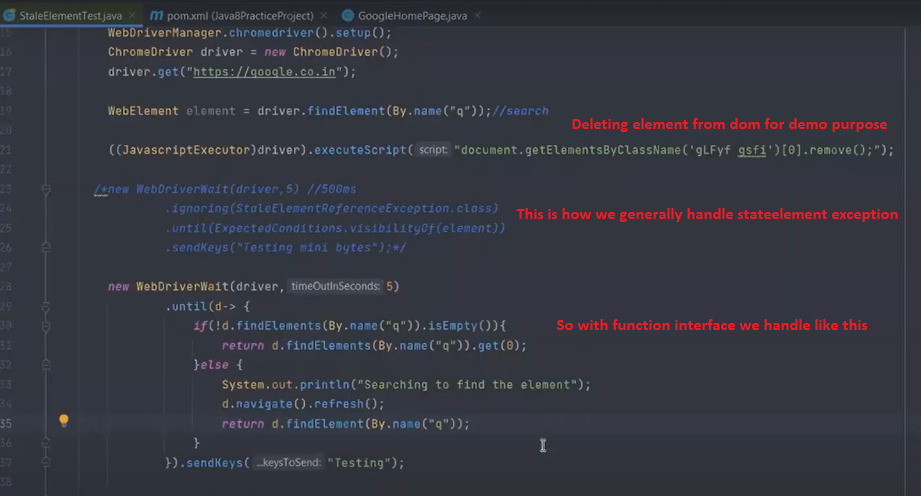 StaleElementTest.java × pom.xml (Java8PracticeProject) × GoogleHomePage.java ×
15 WebDriverManager.chromedriver().setup();
16 ChromeDriver driver = new ChromeDriver();
17 driver.get("https://google.co.in");
18
19 WebElement element = driver.findElement(By.name("q"));//search
20 Deleting element from dom for demo purpose
21 ((JavascriptExecutor)driver).executeScript( script: "document.getElementsByClassName('gLFyf gsfi')[0].remove();");
22
23 /*new WebDriverWait(driver,5) //500ms
24 .ignoring(StaleElementReferenceException.class) This is how we generally handle stateelement exception
25 .until(ExpectedConditions.visibilityOf(element))
26 .sendKeys("Testing mini bytes");*/
27
28 new WebDriverWait(driver, timeOutInSeconds: 5)
29 .until(d-> {
30 if(!d.findElements(By.name("q")).isEmpty()){ So with function interface we handle like this
31 return d.findElements(By.name("q")).get(0);
32 }else {
33 System.out.println("Searching to find the element");
34 d.navigate().refresh();
35 return d.findElement(By.name("q"));
36 }
37 }).sendKeys( ...keysToSend: "Testing");
38